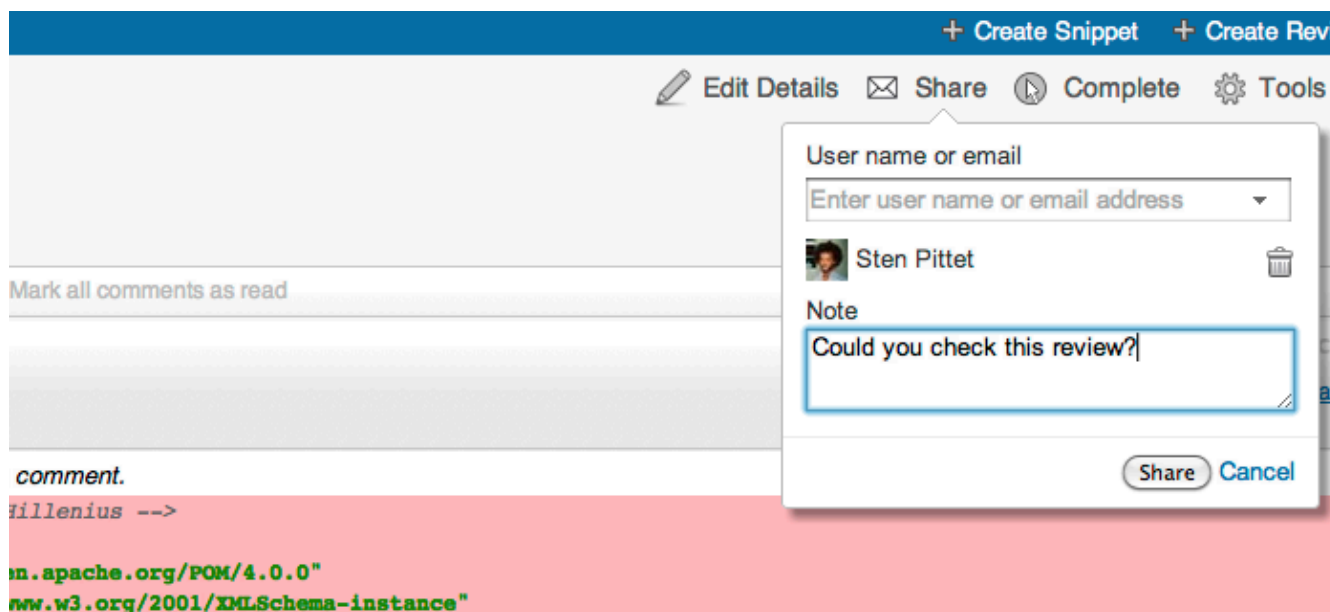 Create Snippet Create Rev
Edit Details Share Complete Tools
User name or email
Enter user name or email address
Sten Pittet
Mark all comments as read
Note
Could you check this review?
Share Cancel
comment.
Hillenius -->
en.apache.org/POM/4.0.0"
www.w3.org/2001/XMLSchema-instance"